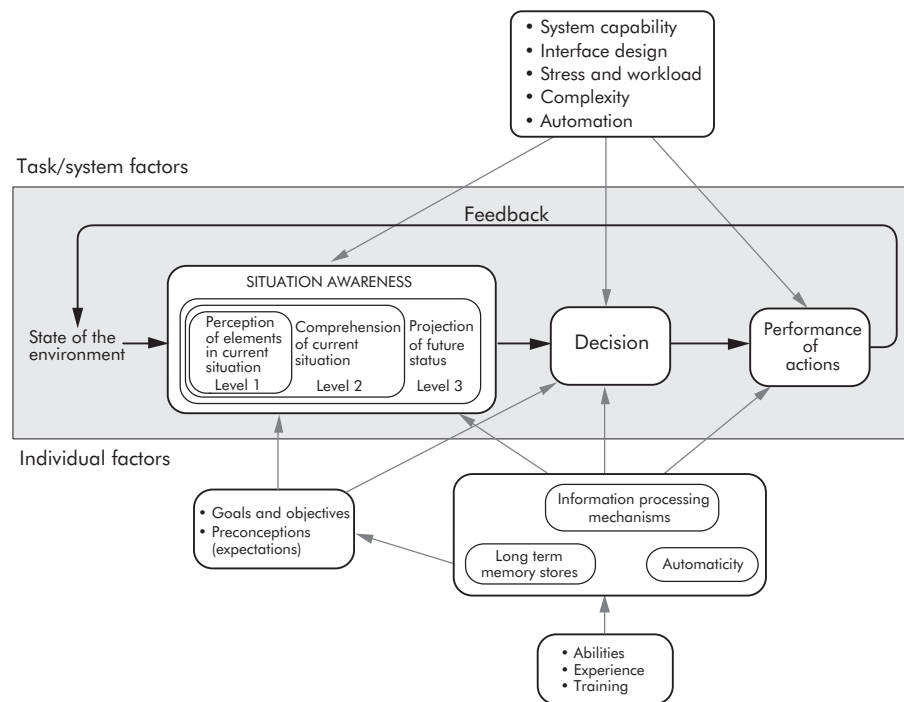 • System capability
• Interface design
• Stress and workload
• Complexity
• Automation
Task/system factors
Feedback
SITUATION AWARENESS
State of the
environment
Perception
of elements
in current
situation
Level 1
Comprehension
of current
situation
Level 2
Projection
of future
status
Level 3
Decision
Performance
of
actions
Individual factors
• Goals and objectives
• Preconceptions
(expectations)
Information processing
mechanisms
Long term
memory stores
Automaticity
• Abilities
• Experience
• Training